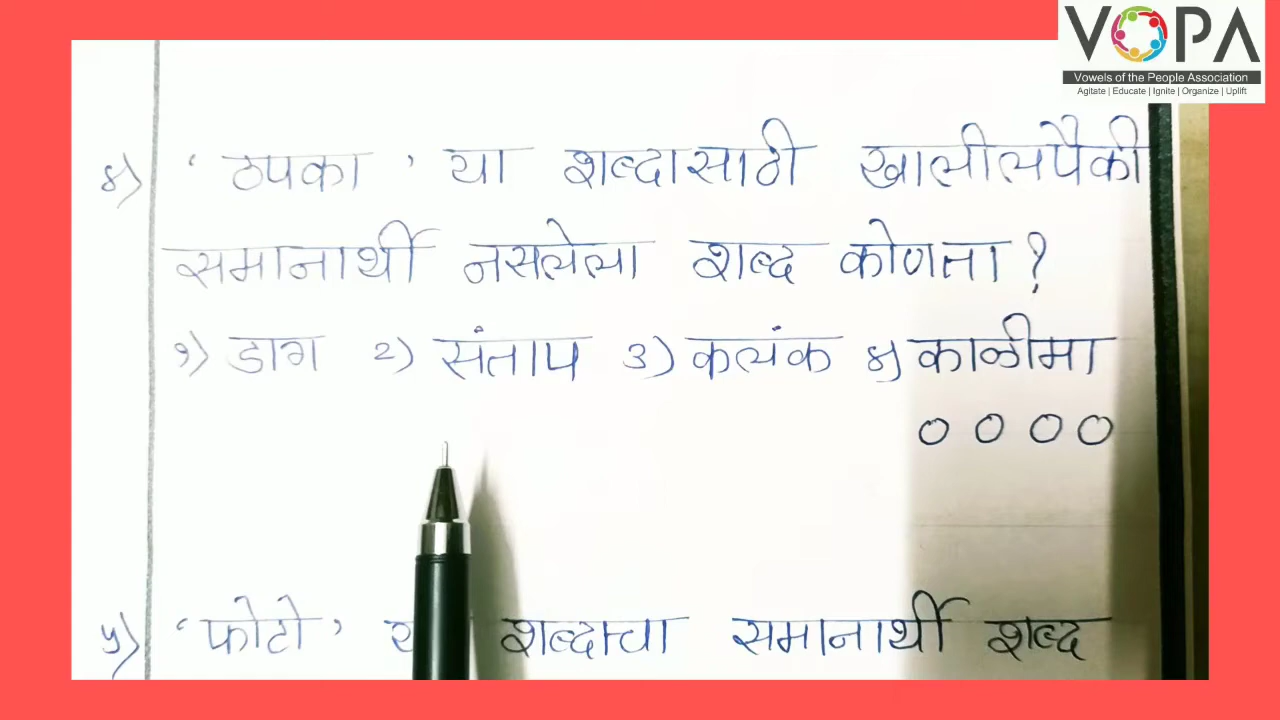 VOPA
Vowels of the People Association
Agitate | Educate | Ignite | Organize | Uplift
४) ‘ ठपका ’ या शब्दासाठी खालीलपैकी
समानार्थी नसलेला शब्द कोणता ?
१) डाग २) संताप ३) कलंक ४) काळीमा
५) ‘ फोटो ’ शब्दाचा समानार्थी शब्द